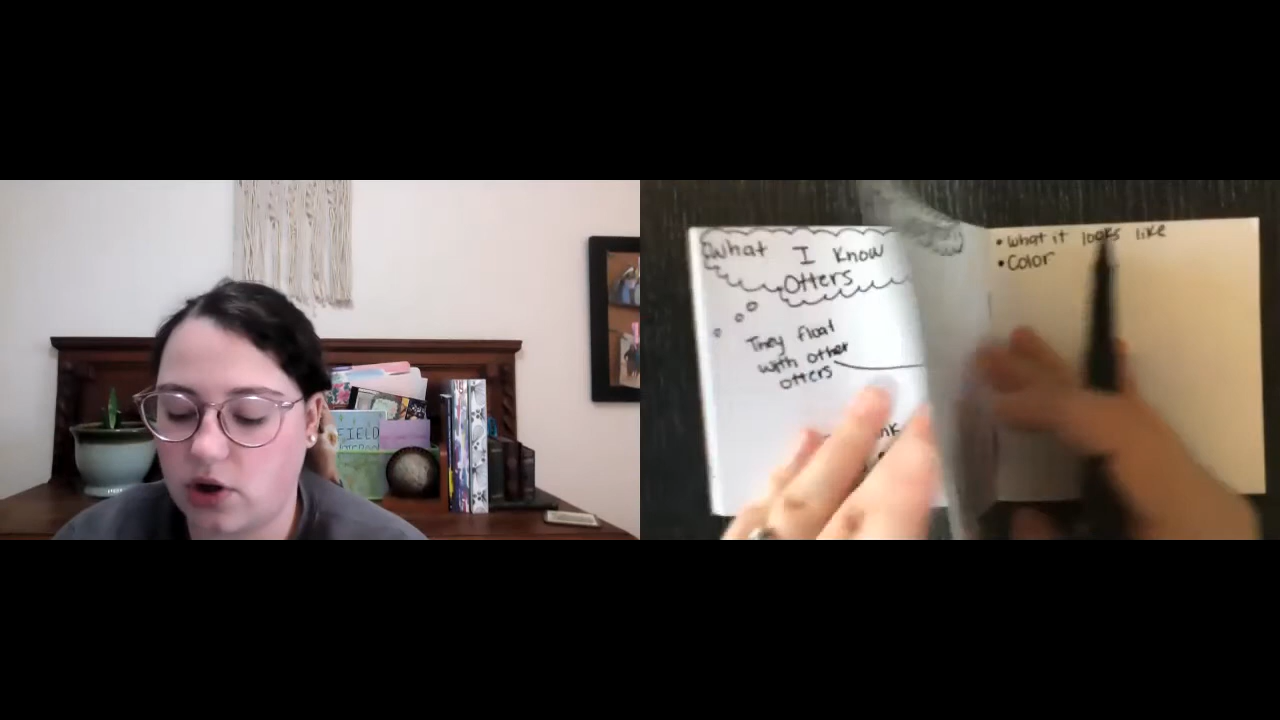 What I Know
Otters
They float
with other
otters
• What it looks like
• Color
FIELD